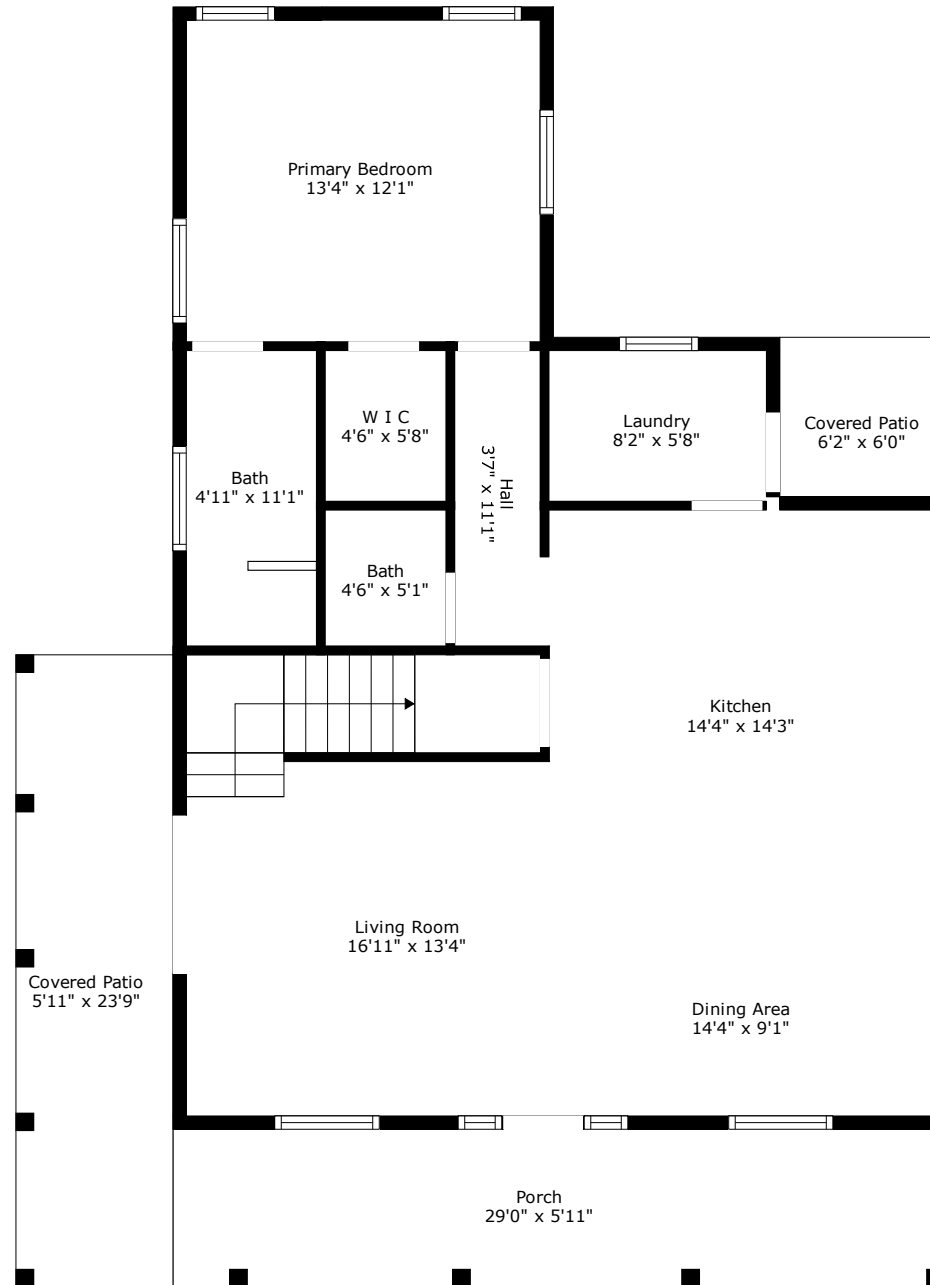 Primary Bedroom
13'4" x 12'1"
W I C
4'6" x 5'8"
Laundry
8'2" x 5'8"
Covered Patio
6'2" x 6'0"
Hall
3'7" x 11'1"
Bath
4'11" x 11'1"
Bath
4'6" x 5'1"
Kitchen
14'4" x 14'3"
Living Room
16'11" x 13'4"
Covered Patio
5'11" x 23'9"
Dining Area
14'4" x 9'1"
Porch
29'0" x 5'11"